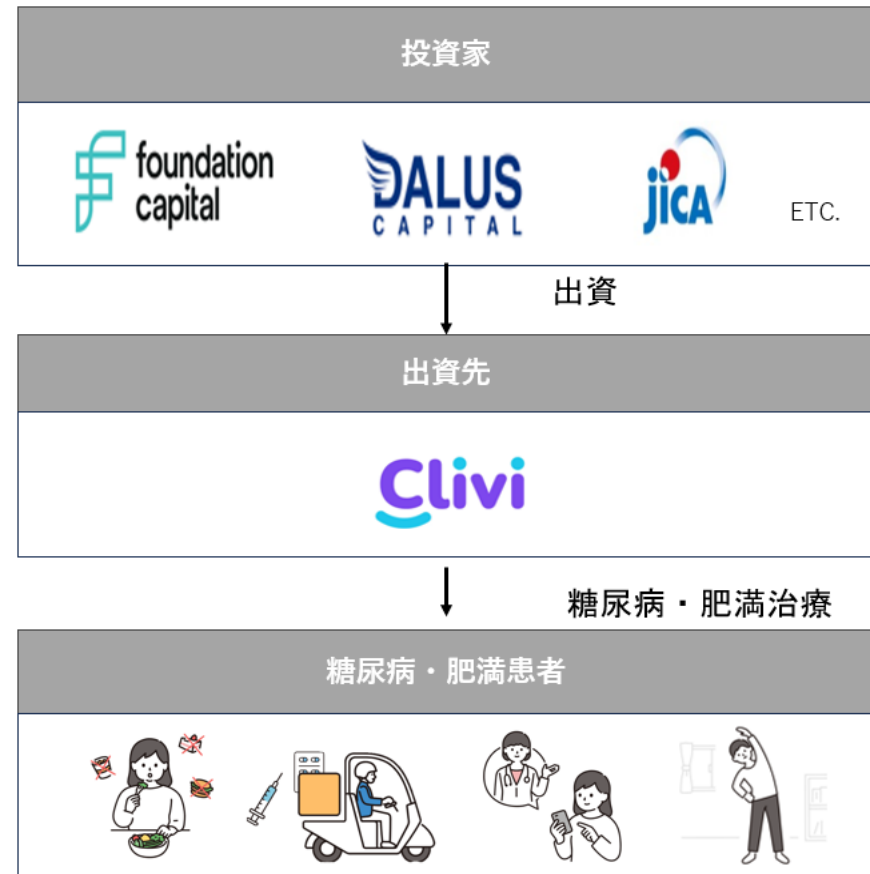 投資家
foundation
capital
DALUS
CAPITAL
jICA
ETC.
出資
出資先
Clivi
糖尿病・肥満治療
糖尿病・肥満患者